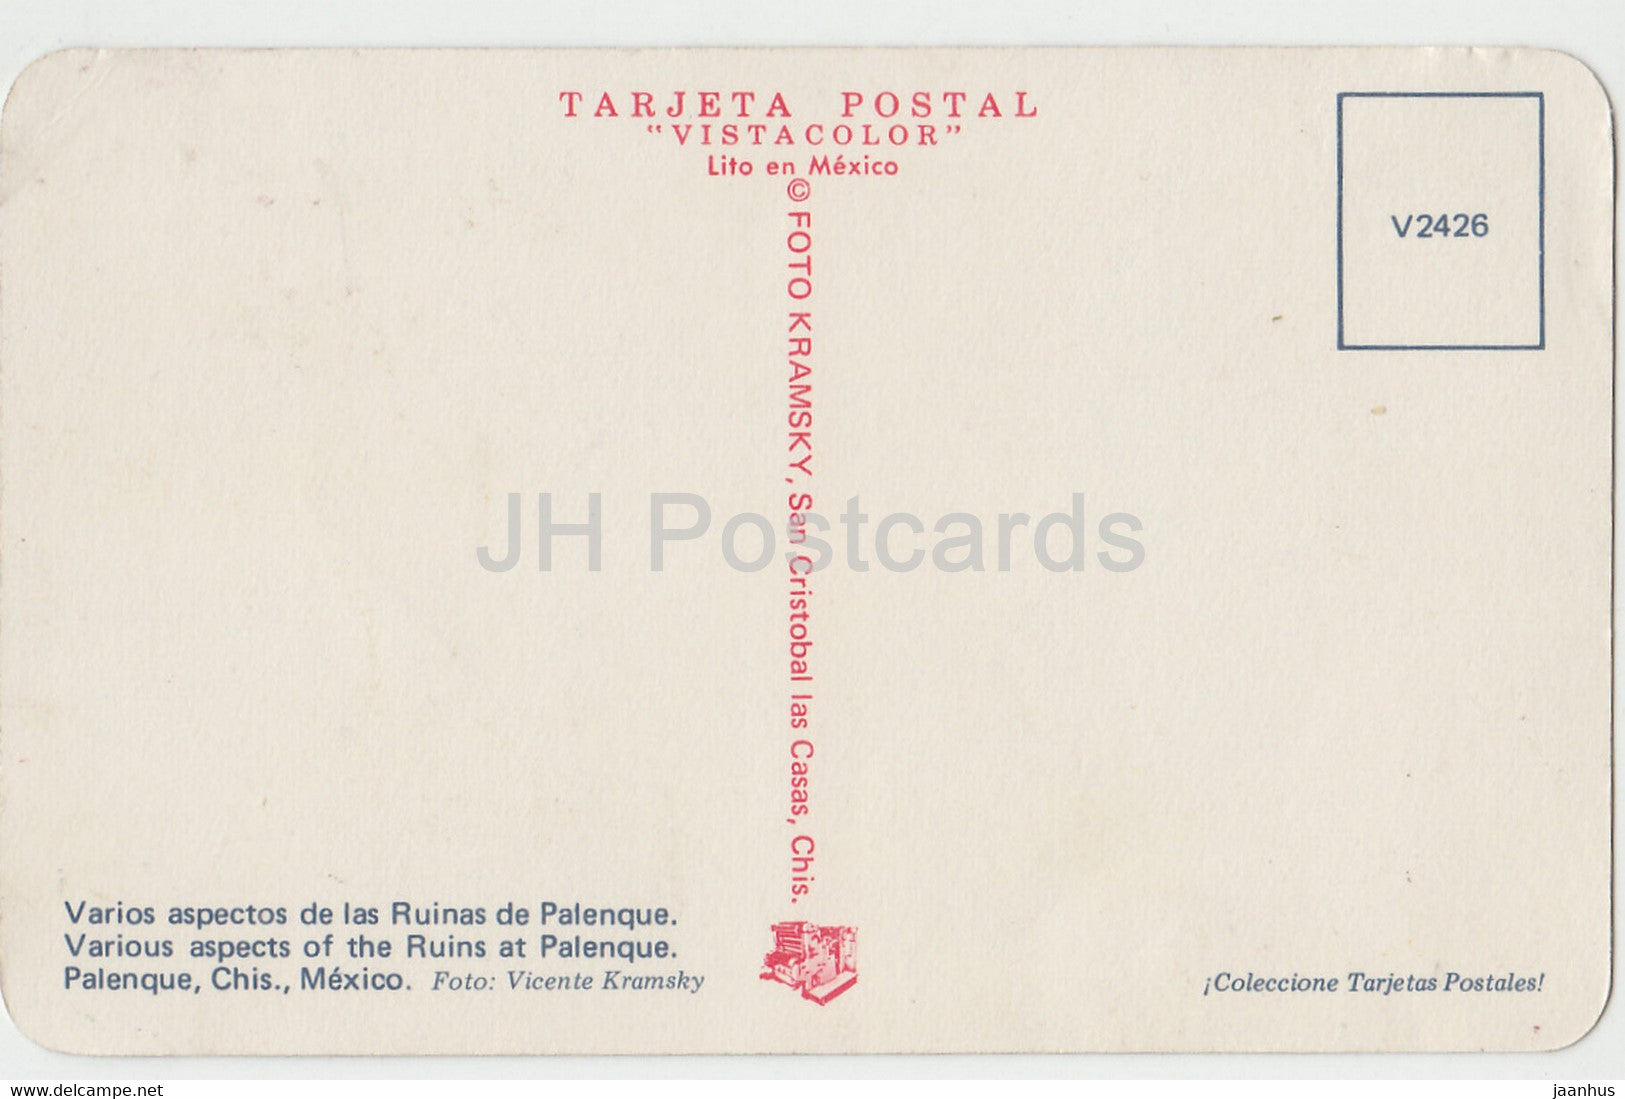 TARJETA POSTAL
"VISTACOLOR"
Lito en México
© FOTO KRAMSKY, San Cristobal las Casas, Chis.
V2426
JH Postcards
Varios aspectos de las Ruinas de Palenque.
Various aspects of the Ruins at Palenque.
Palenque, Chis., México. Foto: Vicente Kramsky
¡Coleccione Tarjetas Postales!
www.delcampe.net
jaanhus